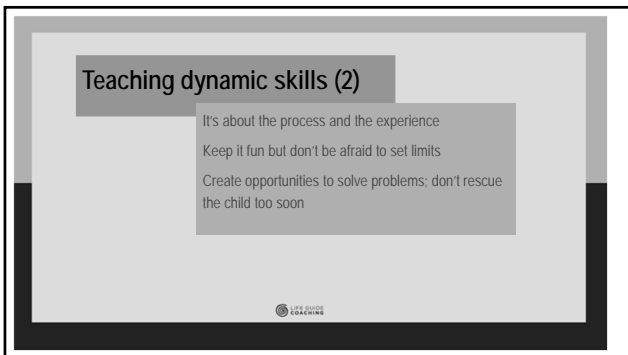 Teaching dynamic skills (2)
It's about the process and the experience
Keep it fun but don't be afraid to set limits
Create opportunities to solve problems; don't rescue
the child too soon
LIFE GUIDE
COACHING